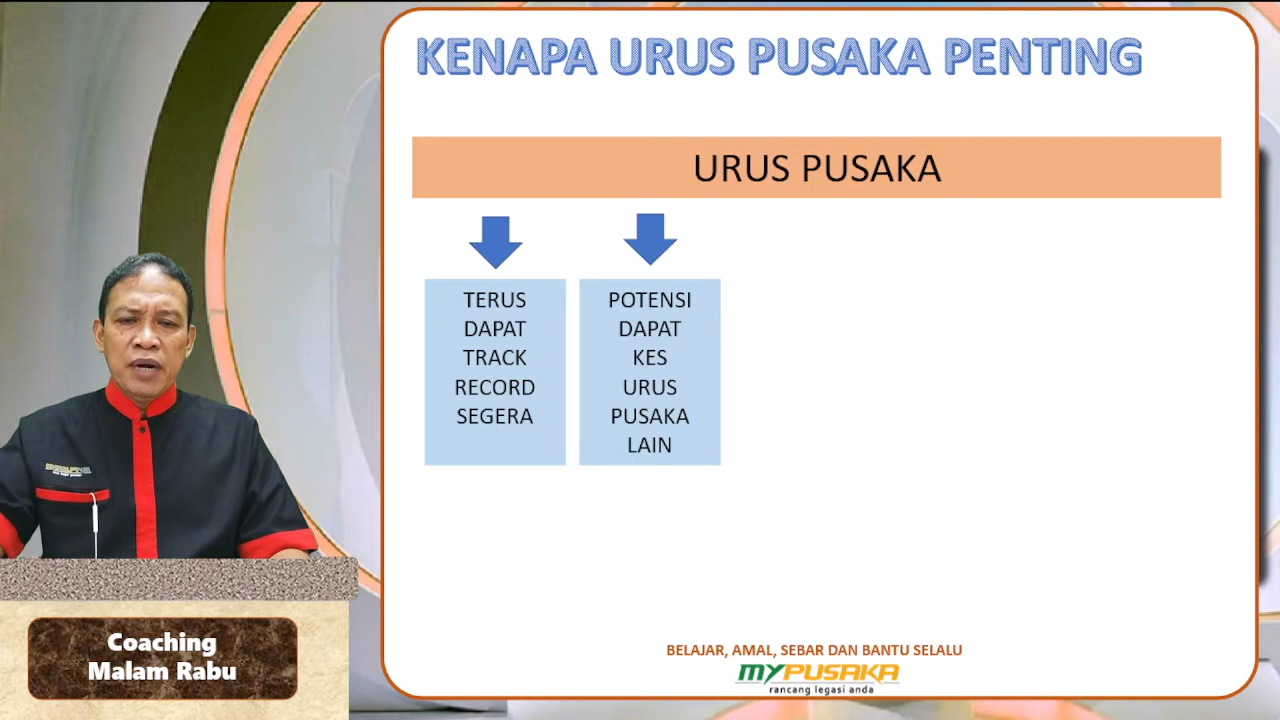 KENAPA URUS PUSAKA PENTING
URUS PUSAKA
TERUS
DAPAT
TRACK
RECORD
SEGERA
POTENSI
DAPAT
KES
URUS
PUSAKA
LAIN
Coaching
Malam Rabu
BELAJAR, AMAL, SEBAR DAN BANTU SELALU
MYPUSAKA
rancang legasi anda